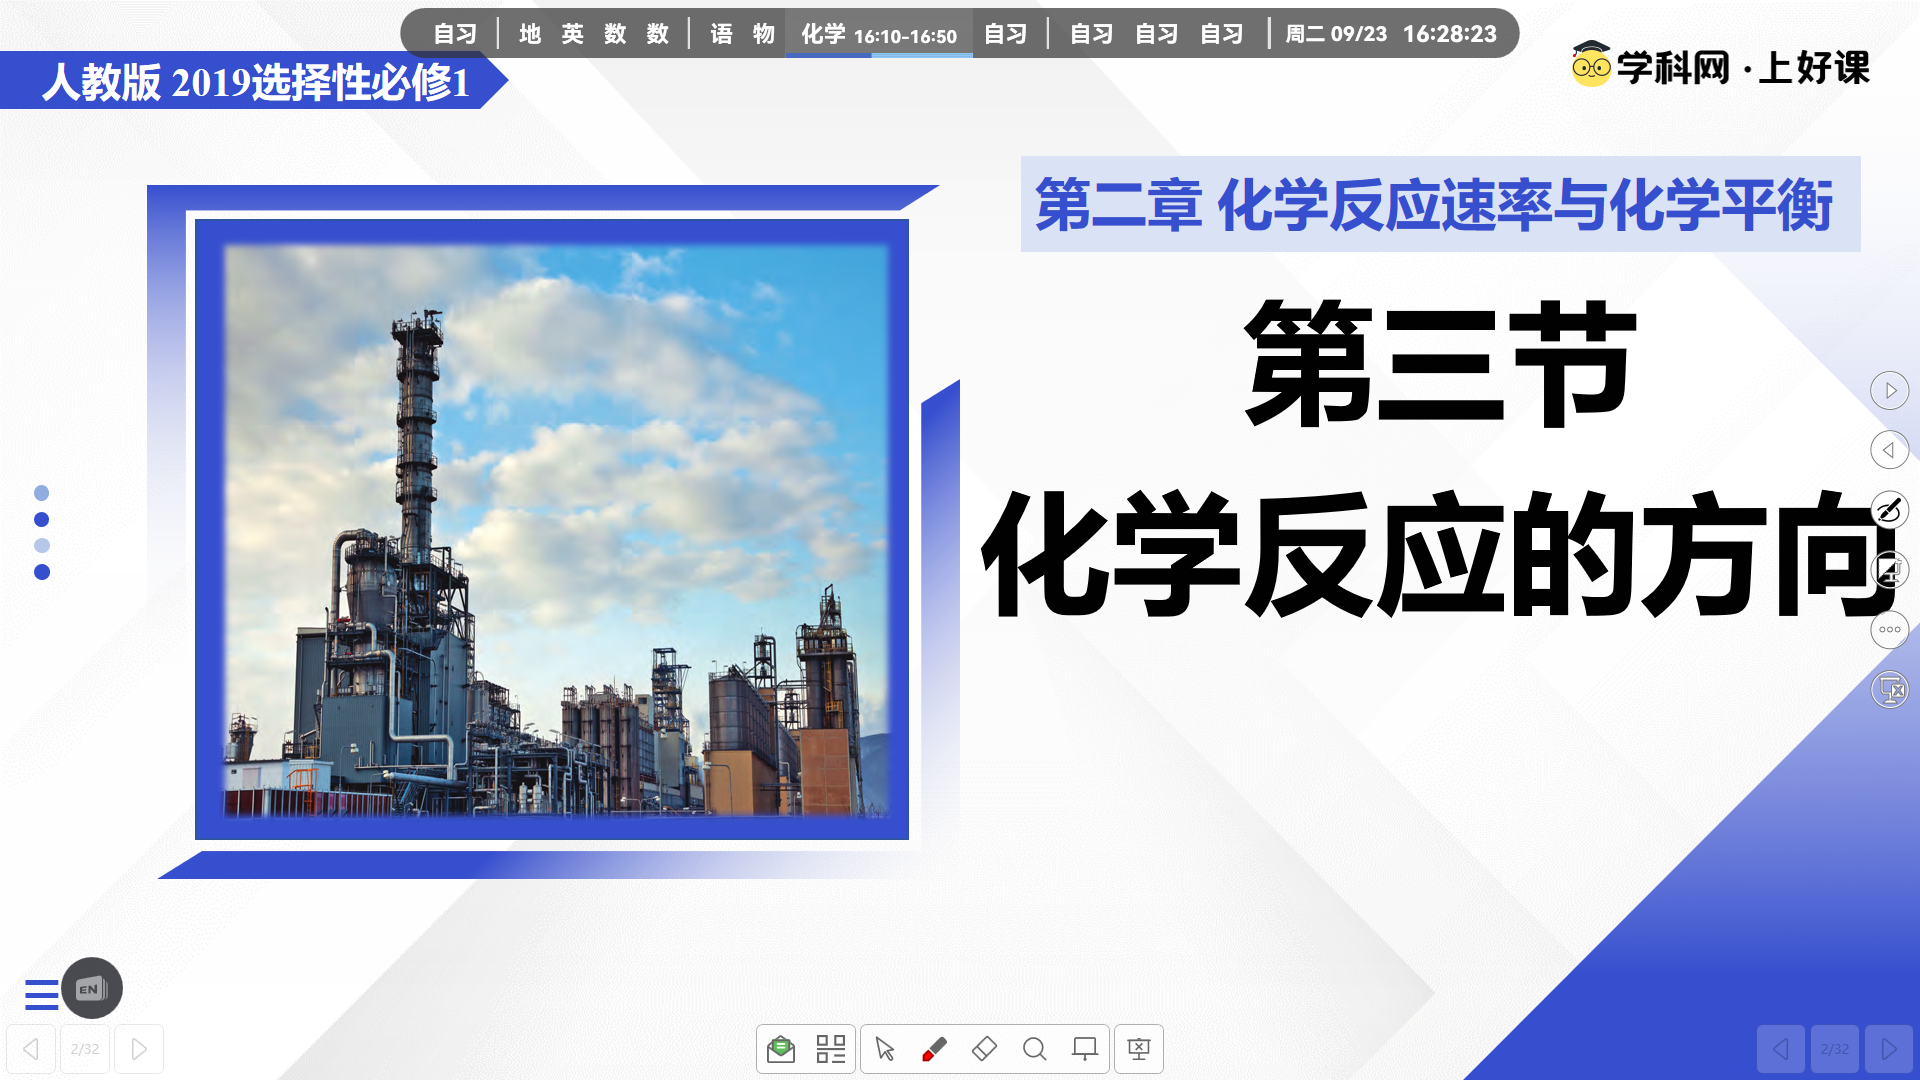 自习 地 英 数 数 语 物 化学 16:10-16:50 自习 自习 自习 自习 周二 09/23 16:28:23
人教版 2019选择性必修1
学科网·上好课
第二章 化学反应速率与化学平衡
第三节
化学反应的方向
EN
2/32
2/32